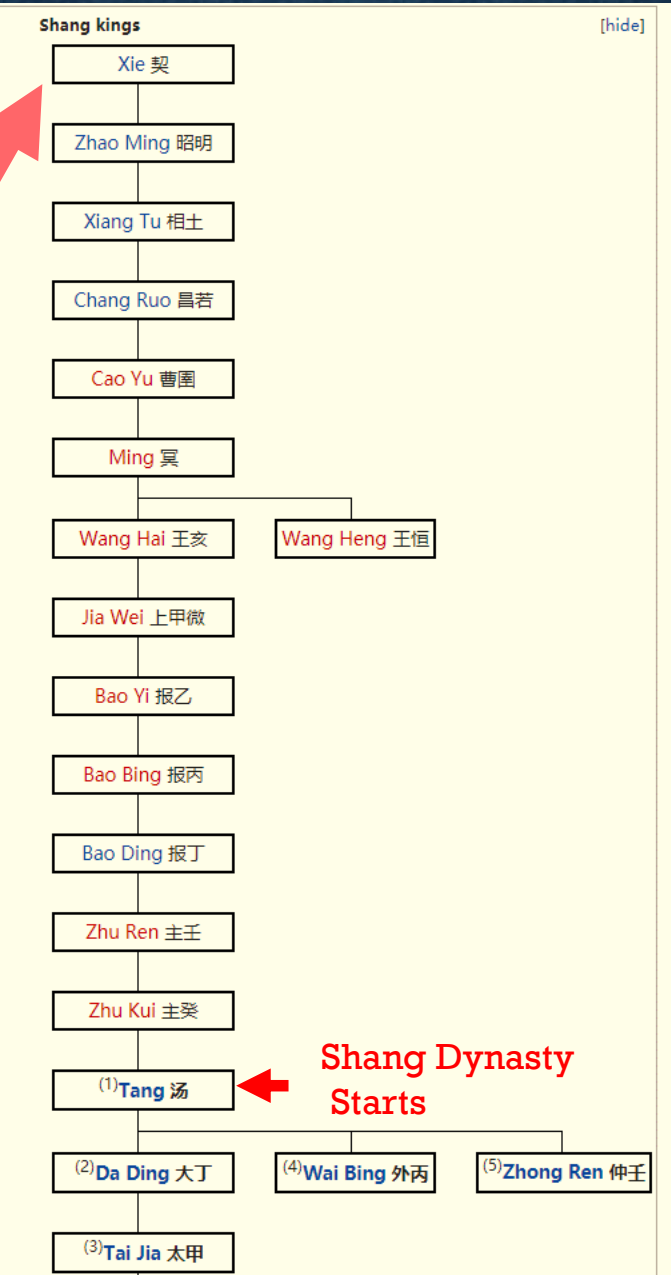 Shang kings [hide]
Xie 契
Zhao Ming 昭明
Xiang Tu 相土
Chang Ruo 昌若
Cao Yu 曹圉
Ming 冥
Wang Hai 王亥 Wang Heng 王恒
Jia Wei 上甲微
Bao Yi 报乙
Bao Bing 报丙
Bao Ding 报丁
Zhu Ren 主壬
Zhu Kui 主癸
Shang Dynasty
Starts
(1)Tang 汤
(2)Da Ding 大丁 (4)Wai Bing 外丙 (5)Zhong Ren 仲壬
(3)Tai Jia 太甲